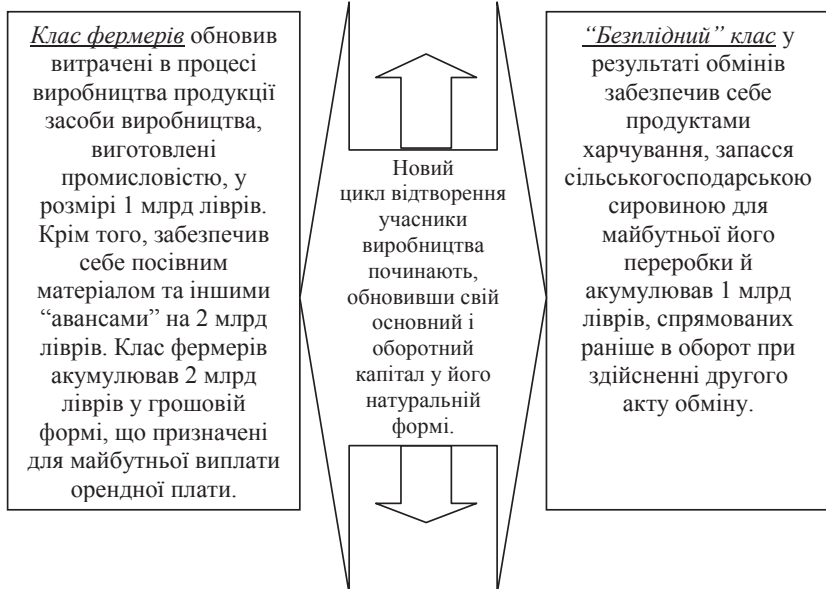 Клас фермерів обновив
витрачені в процесі
виробництва продукції
засоби виробництва,
виготовлені
промисловістю, у
розмірі 1 млрд ліврів.
Крім того, забезпечив
себе посівним
матеріалом та іншими
“авансами” на 2 млрд
ліврів. Клас фермерів
акумулював 2 млрд
ліврів у грошовій
формі, що призначені
для майбутньої виплати
орендної плати.
Новий
цикл відтворення
учасники
виробництва
починають,
обновивши свій
основний і
оборотний
капітал у його
натуральній
формі.
“Безплідний” клас у
результаті обмінів
забезпечив себе
продуктами
харчування, запасся
сільськогосподарською
сировиною для
майбутньої його
переробки й
акумулював 1 млрд
ліврів, спрямованих
раніше в оборот при
здійсненні другого
акту обміну.